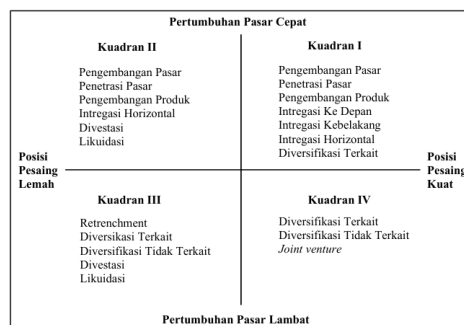 Pertumbuhan Pasar Cepat
Kuadran II
Pengembangan Pasar
Penetrasi Pasar
Pengembangan Produk
Intregasi Horizontal
Divestasi
Likuidasi
Kuadran I
Pengembangan Pasar
Penetrasi Pasar
Pengembangan Produk
Intregasi Ke Depan
Intregasi Kebelakang
Intregasi Horizontal
Diversifikasi Terkait
Posisi
Pesaing
Lemah
Posisi
Pesaing
Kuat
Kuadran III
Retrenchment
Diversikasi Terkait
Diversifikasi Tidak Terkait
Divestasi
Likuidasi
Kuadran IV
Diversifikasi Terkait
Diversifikasi Tidak Terkait
Joint venture
Pertumbuhan Pasar Lambat